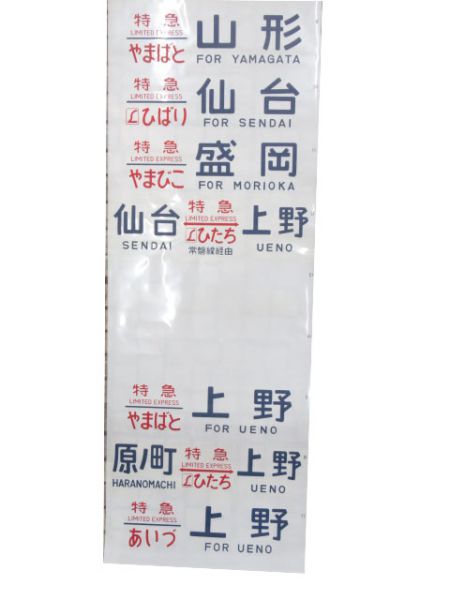 特急 山形
LIMITED EXPRESS
やまばと FOR YAMAGATA
特急 仙台
LIMITED EXPRESS
Lひばり FOR SENDAI
特急 盛岡
LIMITED EXPRESS
やまびこ FOR MORIOKA
仙台 特急 上野
LIMITED EXPRESS
SENDAI Lひたち UENO
常磐線経由
特急 上野
LIMITED EXPRESS
やまばと FOR UENO
原ノ町 特急 上野
LIMITED EXPRESS
HARANOMACHI Lひたち UENO
特急 上野
LIMITED EXPRESS
あいづ FOR UENO